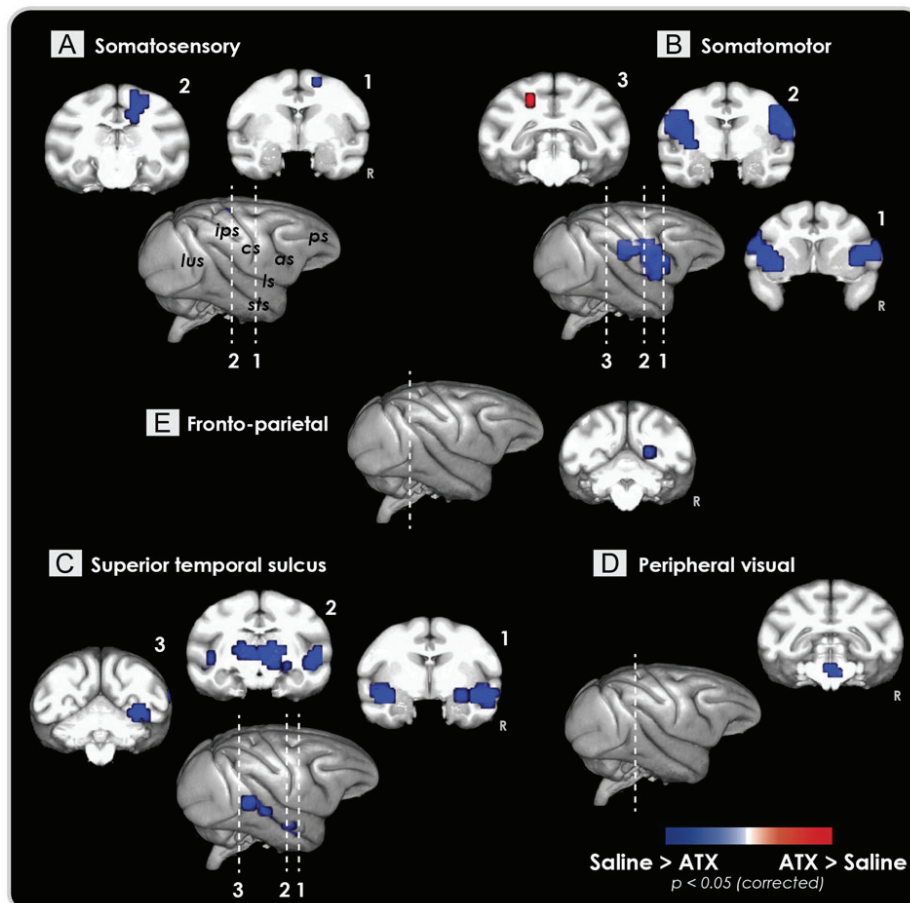 A Somatosensory
B Somatomotor
2
1
R
3
2
1
R
ips
cs
ps
lus
as
ls
sts
2 1
3 2 1
E Fronto-parietal
R
C Superior temporal sulcus
D Peripheral visual
3
2
1
R
R
3 2 1
Saline > ATX ATX > Saline
p < 0.05 (corrected)